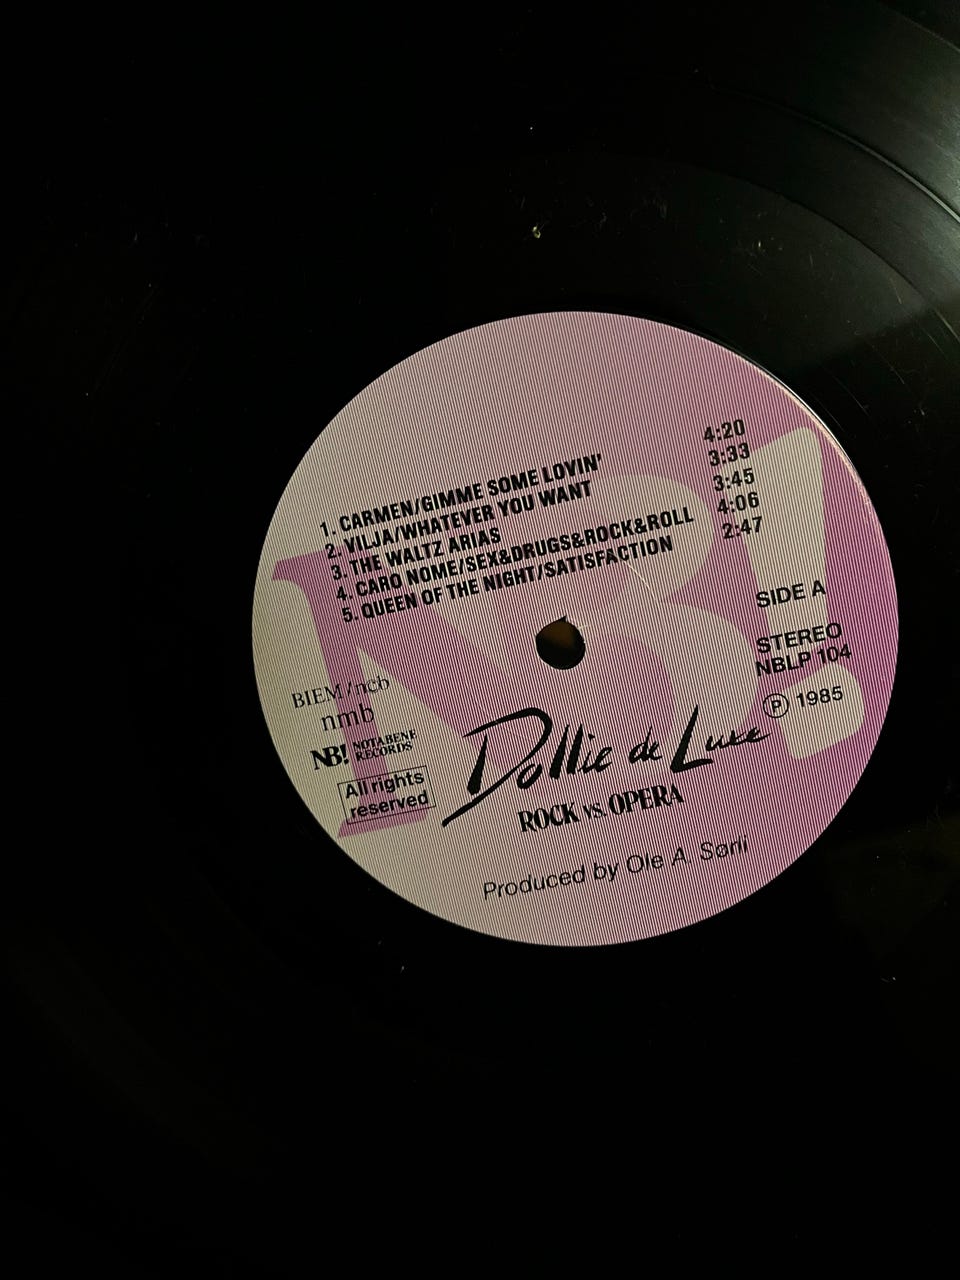 1. CARMEN/GIMME SOME LOVIN' 4:20
2. VILJA/WHATEVER YOU WANT 3:33
3. THE WALTZ ARIAS 3:45
4. CARO NOME/SEX&DRUGS&ROCK&ROLL 4:06
5. QUEEN OF THE NIGHT/SATISFACTION 2:47
SIDE A
STEREO
NBLP 104
Ⓟ 1985
BIEM/ncb
nmb
NB! NOTABENE
RECORDS
All rights
reserved
Dollie de Luxe
ROCK vs. OPERA
Produced by Ole A. Sørli
NB!